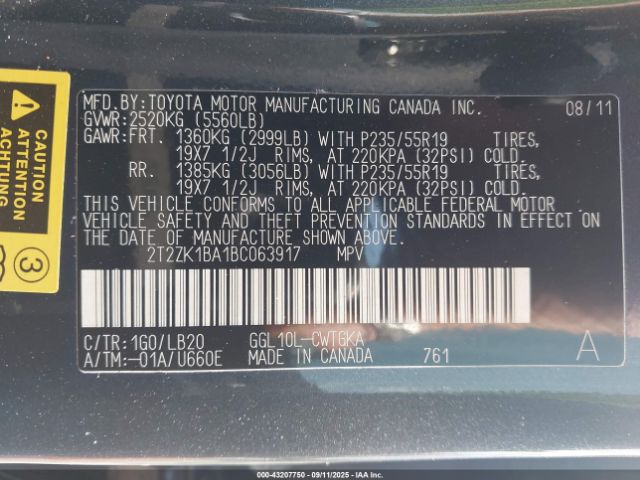 MFD.BY:TOYOTA MOTOR MANUFACTURING CANADA INC. 08/11
GVWR:2520KG (5560LB)
GAWR:FRT. 1360KG (2999LB) WITH P235/55R19 TIRES,
19X7 1/2J RIMS, AT 220KPA (32PSI) COLD.
RR. 1385KG (3056LB) WITH P235/55R19 TIRES,
19X7 1/2J RIMS, AT 220KPA (32PSI) COLD.
THIS VEHICLE CONFORMS TO ALL APPLICABLE FEDERAL MOTOR
VEHICLE SAFETY AND THEFT PREVENTION STANDARDS IN EFFECT ON
THE DATE OF MANUFACTURE SHOWN ABOVE.
2T2ZK1BA1BC063917 MPV
C/TR:1G0/LB20 GGL10L-CWTGKA
A/TM:-01A/U660E MADE IN CANADA 761 A
ACHTUNG
ATTENTION
CAUTION
3
000-43207750 - 09/11/2025 - IAA Inc. - Copart Inc.